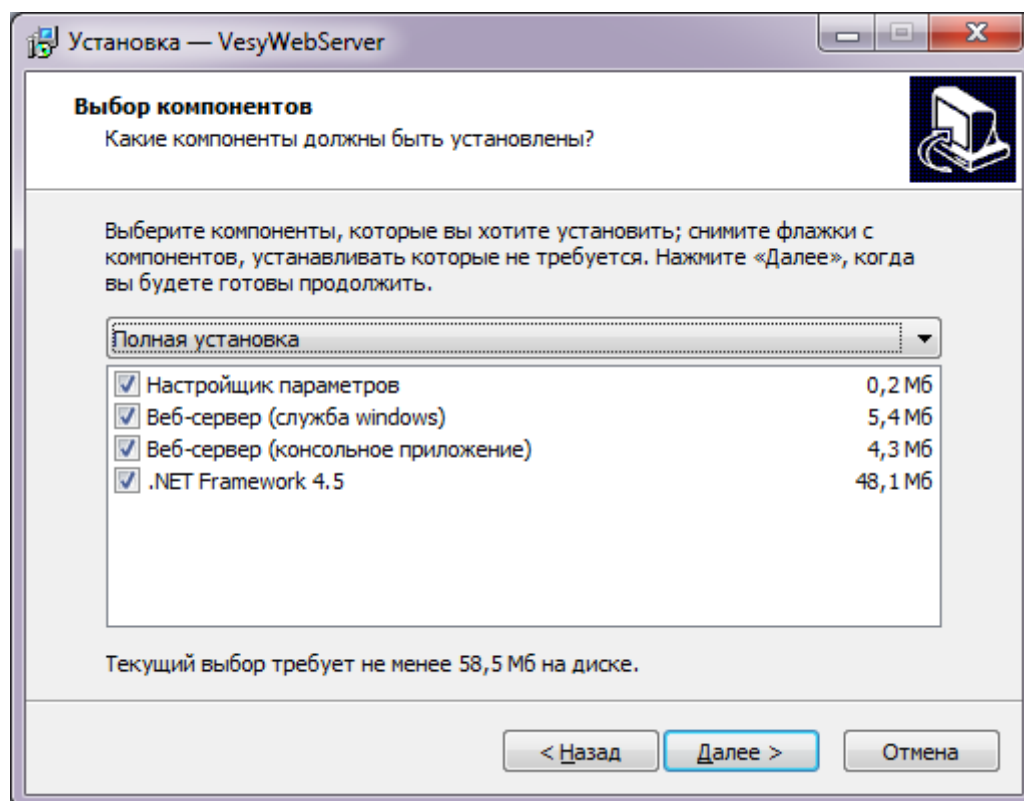 Установка — VesyWebServer
Выбор компонентов
Какие компоненты должны быть установлены?
Выберите компоненты, которые вы хотите установить; снимите флажки с
компонентов, устанавливать которые не требуется. Нажмите «Далее», когда
вы будете готовы продолжить.
Полная установка
Настройщик параметров 0,2 Мб
Веб-сервер (служба windows) 5,4 Мб
Веб-сервер (консольное приложение) 4,3 Мб
.NET Framework 4.5 48,1 Мб
Текущий выбор требует не менее 58,5 Мб на диске.
< Назад Далее > Отмена